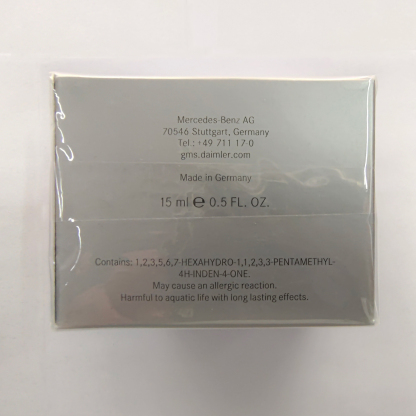 Mercedes-Benz AG
70546 Stuttgart, Germany
Tel.: +49 711 17-0
gms.daimler.com
Made in Germany
15 ml ℮ 0.5 FL. OZ.
Contains: 1,2,3,5,6,7-HEXAHYDRO-1,1,2,3,3-PENTAMETHYL-
4H-INDEN-4-ONE.
May cause an allergic reaction.
Harmful to aquatic life with long lasting effects.